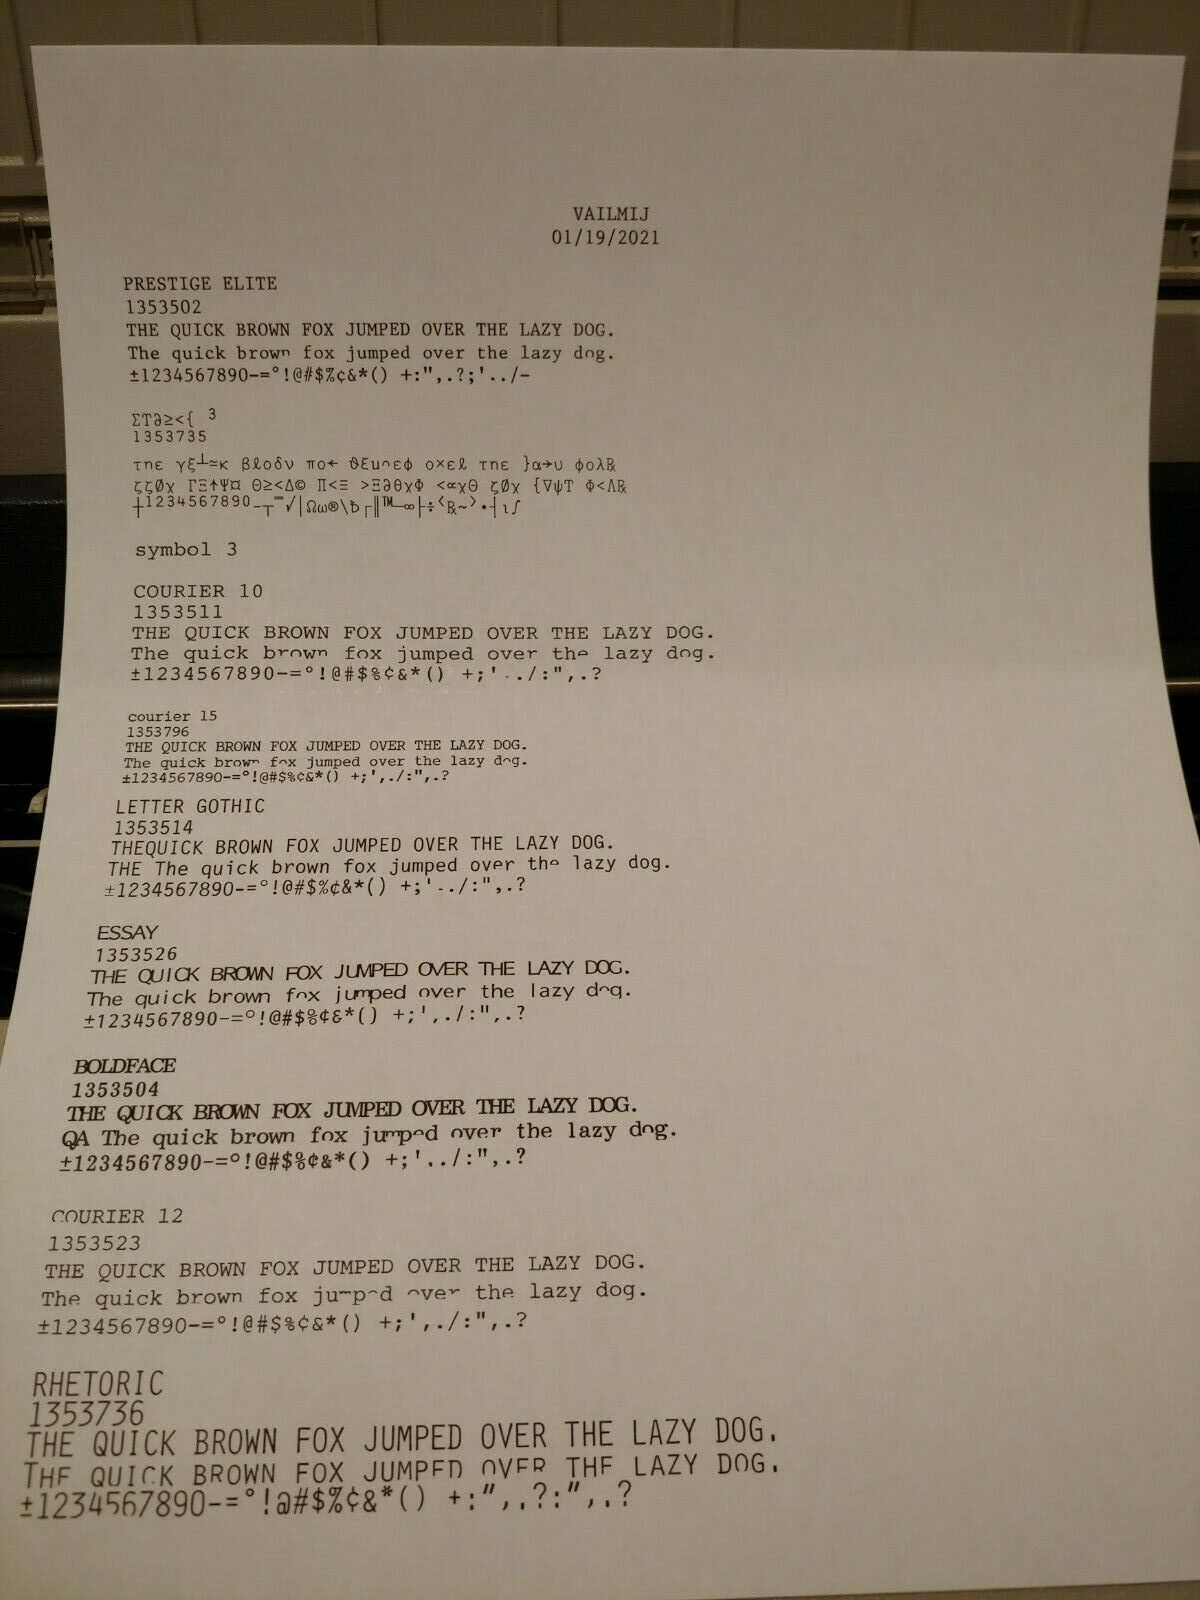 VAILMIJ
01/19/2021
PRESTIGE ELITE
1353502
THE QUICK BROWN FOX JUMPED OVER THE LAZY DOG.
The quick brown fox jumped over the lazy dog.
±1234567890-=°!@#$%¢&*() +:",.?;'../-
ΣΤ∂≥<{ 3
1353735
τηε γξ┴≃κ βℓοδν πο← ϑξυ⌒εϕ ο×εℓ τηε }α→υ ϕολ℞
ζζØχ ΓΞ↑Ψ¤ Θ≥<Δ© Π<≡ >Ξ∂θχΦ <∝χΘ ζØχ {∇ψΤ Φ<Λ℞
┼1234567890-┬‾√│Ωω®\ƀ┌║™—∞├÷‹℞~›•┤ι∫
symbol 3
COURIER 10
1353511
THE QUICK BROWN FOX JUMPED OVER THE LAZY DOG.
The quick brown fox jumped over the lazy dog.
±1234567890-=°!@#$%¢&*() +;'../:",.?
courier 15
1353796
THE QUICK BROWN FOX JUMPED OVER THE LAZY DOG.
The quick brown fox jumped over the lazy dog.
±1234567890-=°!@#$%¢&*() +;',./:",.?
LETTER GOTHIC
1353514
THEQUICK BROWN FOX JUMPED OVER THE LAZY DOG.
THE The quick brown fox jumped over the lazy dog.
±1234567890-=°!@#$%¢&*() +;'../:",.?
ESSAY
1353526
THE QUICK BROWN FOX JUMPED OVER THE LAZY DOG.
The quick brown fox jumped over the lazy dog.
±1234567890-=°!@#$%¢&*() +;',./:",.?
BOLDFACE
1353504
THE QUICK BROWN FOX JUMPED OVER THE LAZY DOG.
QA The quick brown fox jumped over the lazy dog.
±1234567890-=°!@#$%¢&*() +;',./:",.?
COURIER 12
1353523
THE QUICK BROWN FOX JUMPED OVER THE LAZY DOG.
The quick brown fox jumped over the lazy dog.
±1234567890-=°!@#$%¢&*() +;',./:",.?
RHETORIC
1353736
THE QUICK BROWN FOX JUMPED OVER THE LAZY DOG.
THE QUICK BROWN FOX JUMPED OVER THE LAZY DOG.
±1234567890-=°!@#$%¢&*() +:",.?:",.?